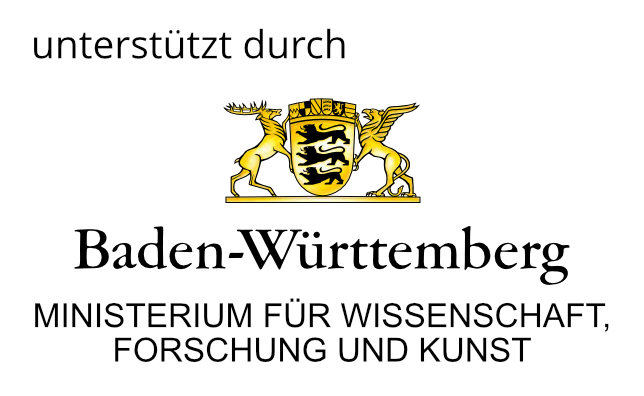 unterstützt durch
Baden-Württemberg
MINISTERIUM FÜR WISSENSCHAFT,
FORSCHUNG UND KUNST